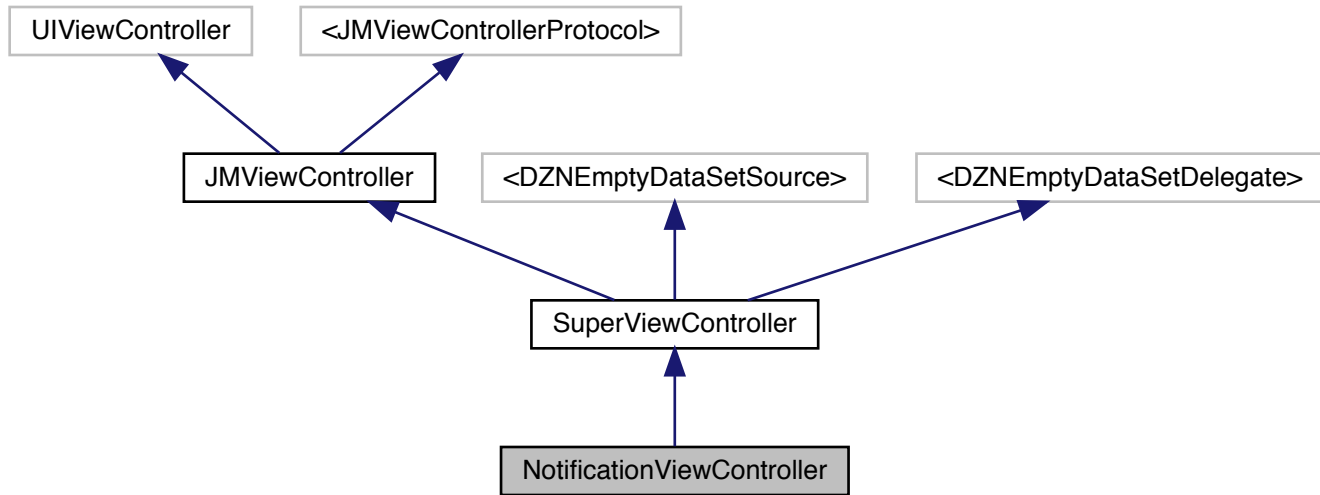 UIViewController
<JMViewControllerProtocol>
JMViewController
<DZNEmptyDataSetSource>
<DZNEmptyDataSetDelegate>
SuperViewController
NotificationViewController